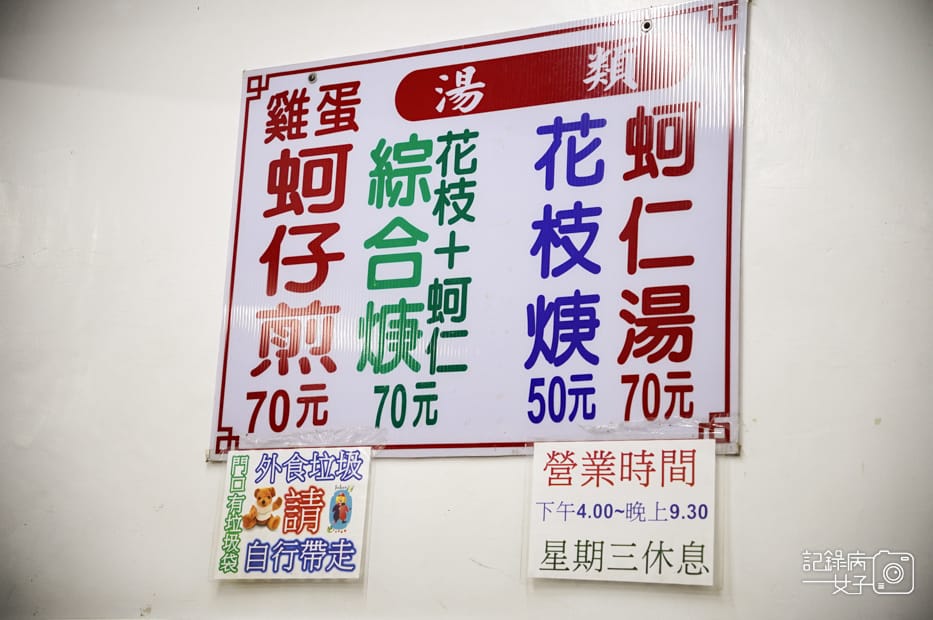 湯類
蚵仁湯
70元
花枝焿
50元
花枝+蚵仁
綜合焿
70元
雞蛋
蚵仔煎
70元
門口有垃圾袋
外食垃圾
請
自行帶走
營業時間
下午4.00~晚上9.30
星期三休息
記錄病
女子